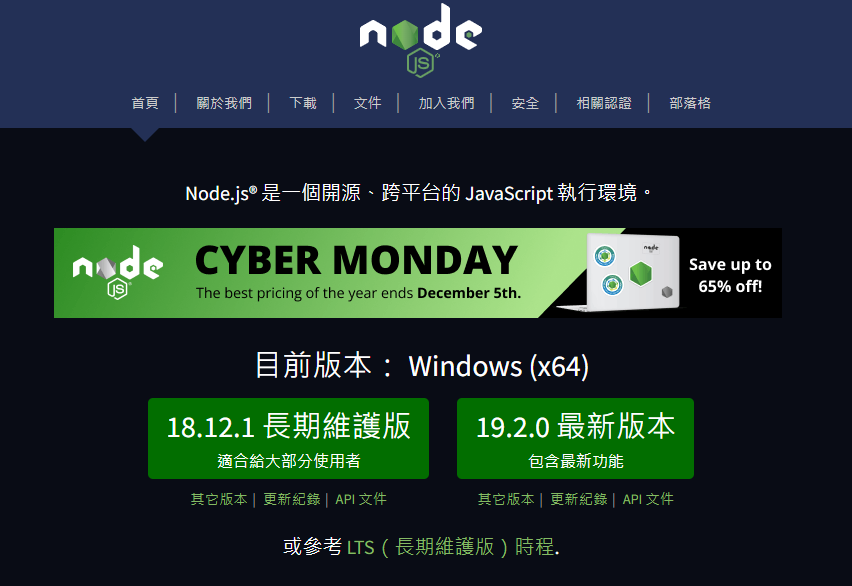 node
JS
首頁 | 關於我們 | 下載 | 文件 | 加入我們 | 安全 | 相關認證 | 部落格
Node.js® 是一個開源、跨平台的 JavaScript 執行環境。
node
JS
CYBER MONDAY
The best pricing of the year ends December 5th.
node
Save up to
65% off!
目前版本： Windows (x64)
18.12.1 長期維護版
適合給大部分使用者
19.2.0 最新版本
包含最新功能
其它版本 | 更新紀錄 | API 文件
其它版本 | 更新紀錄 | API 文件
或參考 LTS（長期維護版）時程.